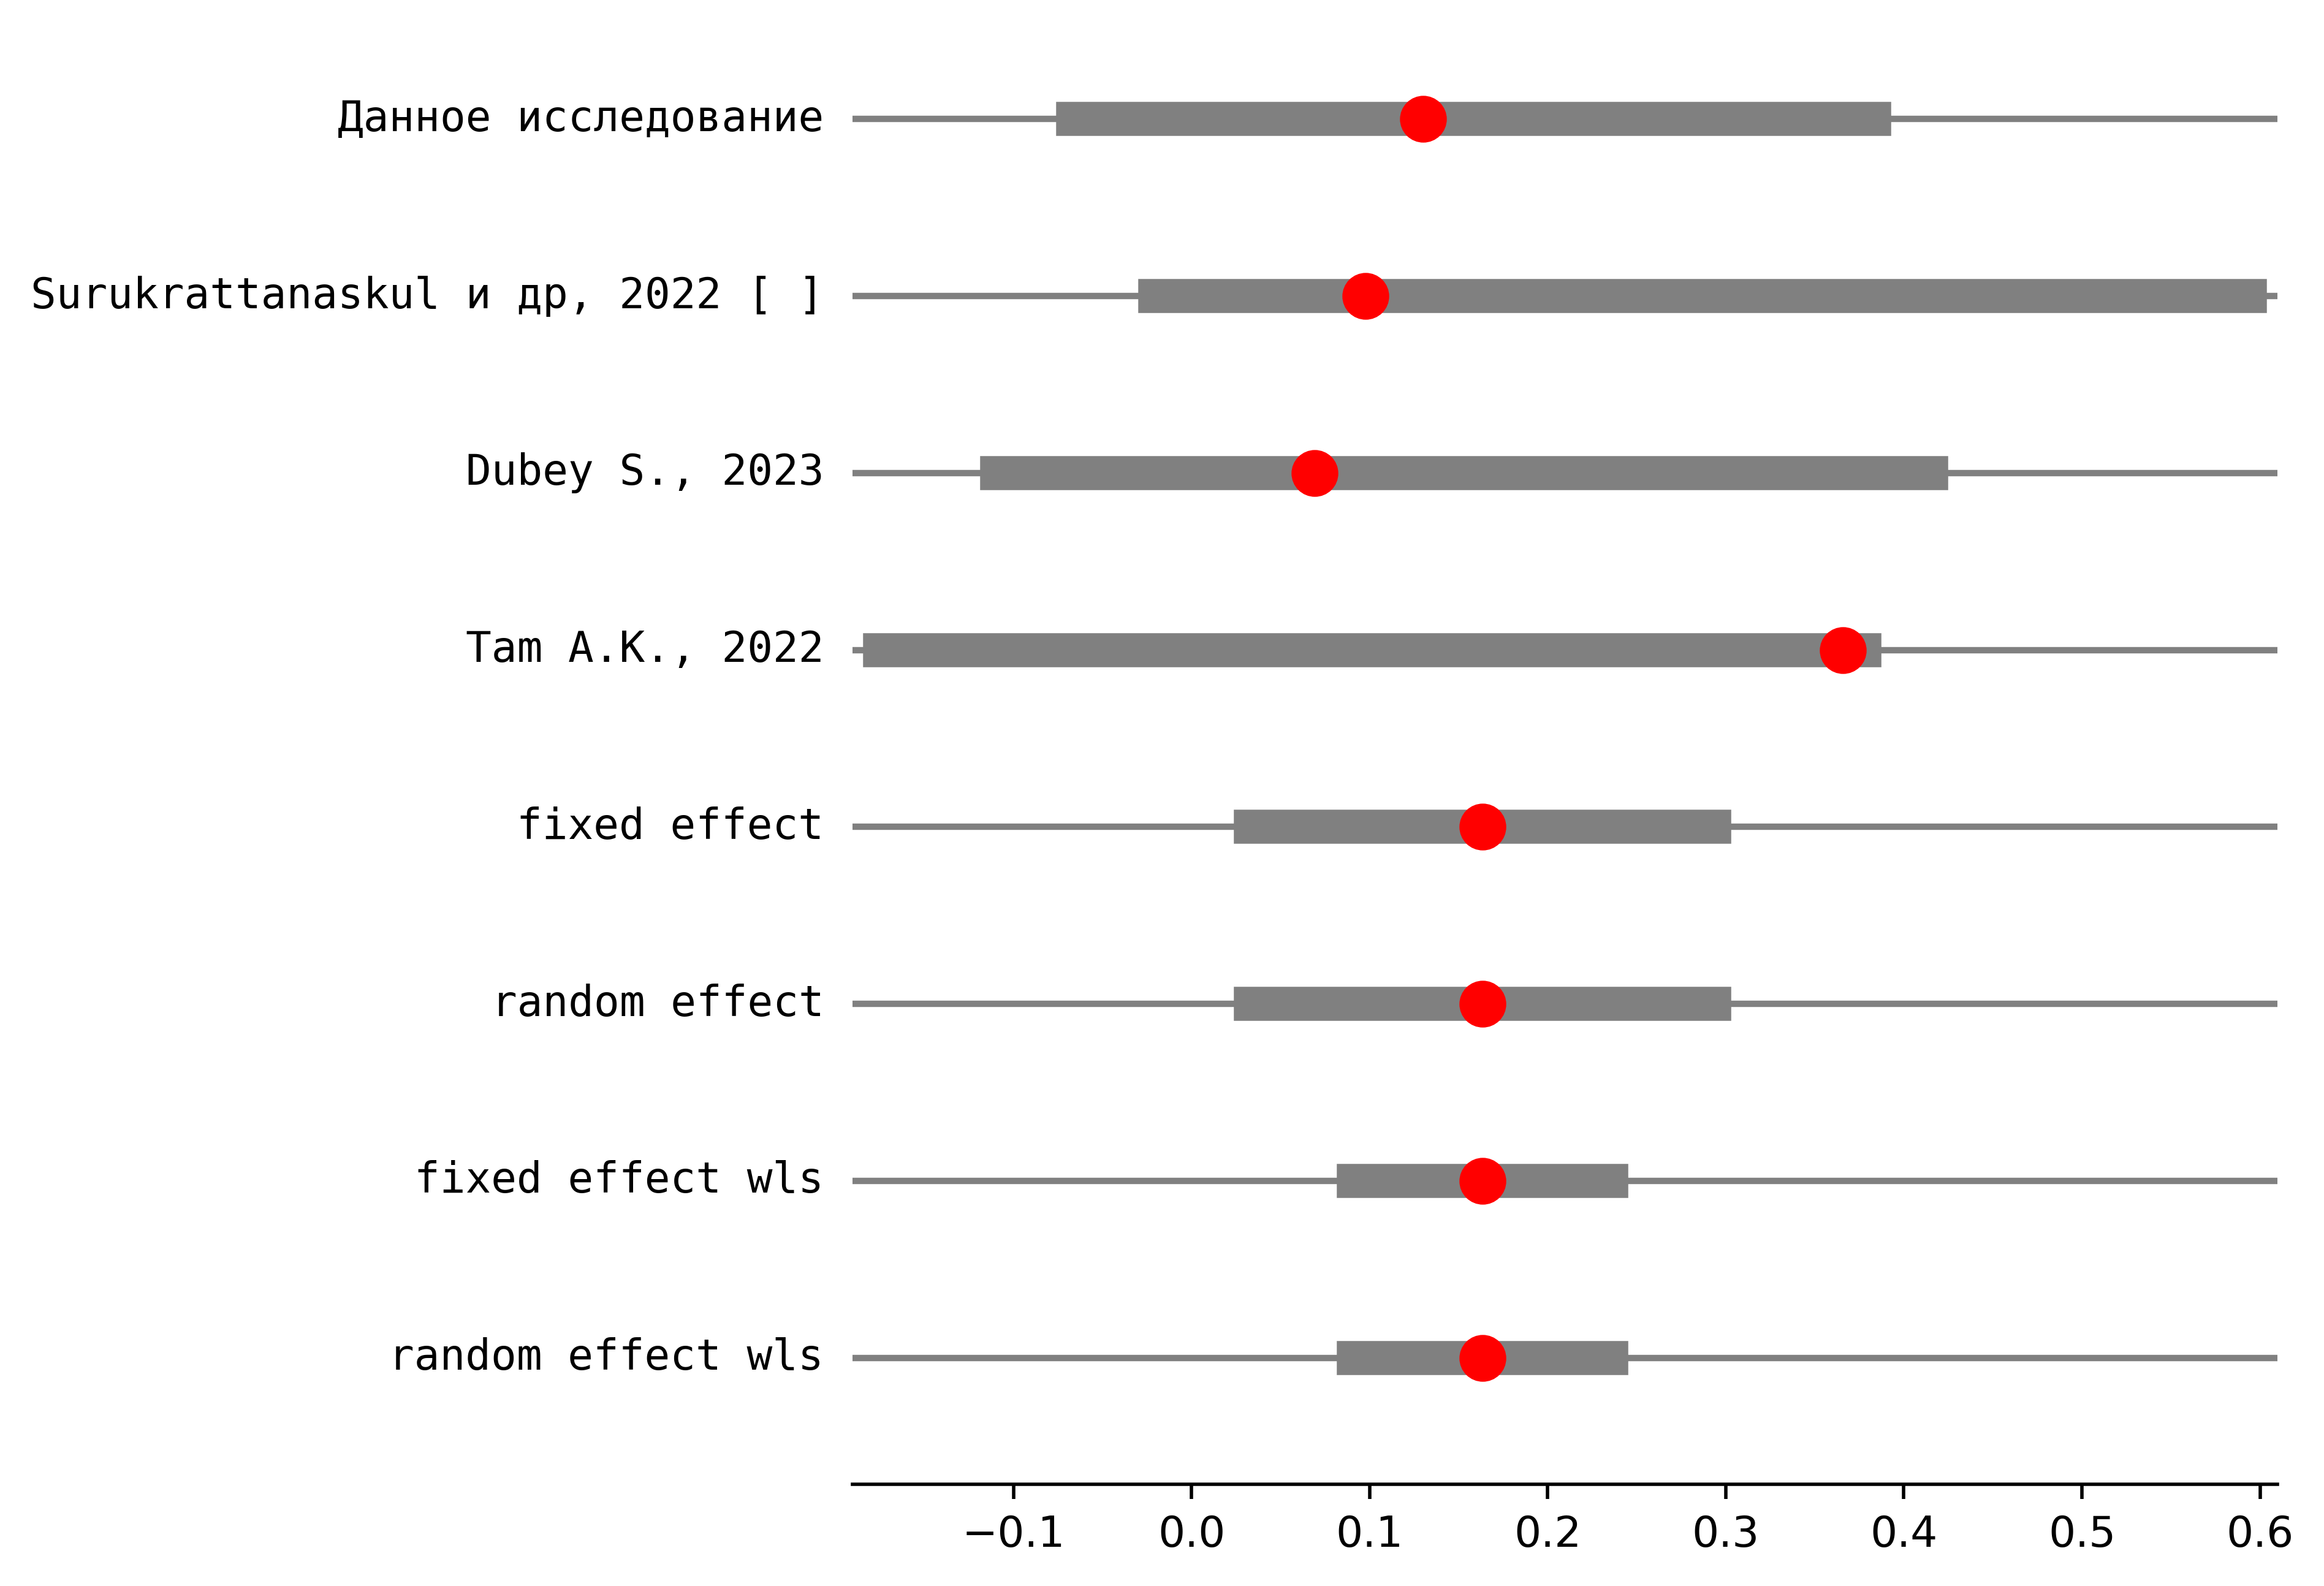 Данное исследование
Surukrattanaskul и др, 2022 [ ]
Dubey S., 2023
Tam A.K., 2022
fixed effect
random effect
fixed effect wls
random effect wls
−0.1 0.0 0.1 0.2 0.3 0.4 0.5 0.6